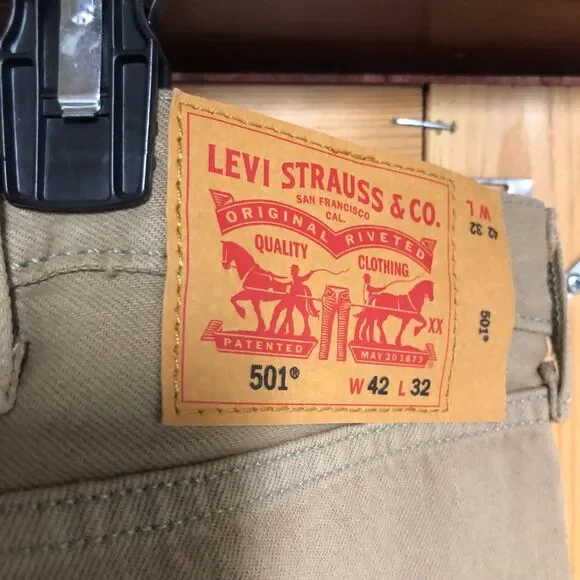 LEVI STRAUSS & CO.
SAN FRANCISCO
CAL.
ORIGINAL RIVETED
QUALITY CLOTHING
XX
PATENTED MAY 20 1873
501® W 42 L 32
W L
42 32
501®